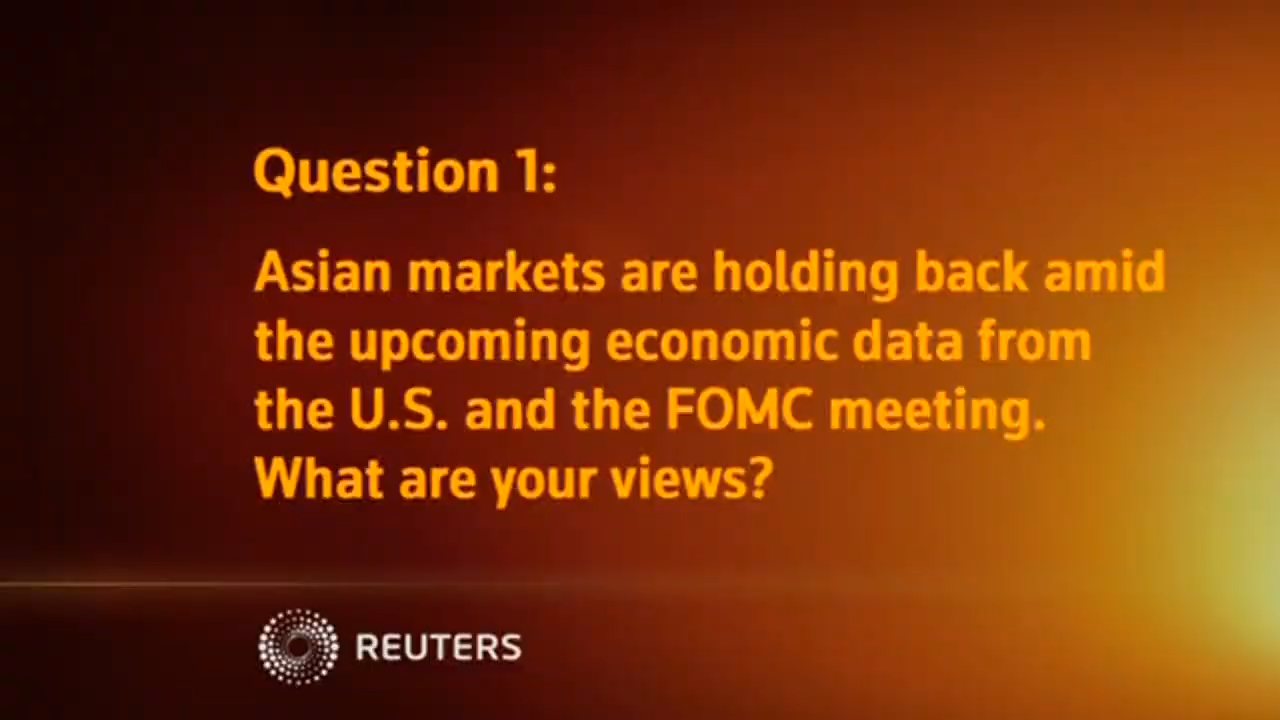 Question 1:
Asian markets are holding back amid
the upcoming economic data from
the U.S. and the FOMC meeting.
What are your views?
REUTERS